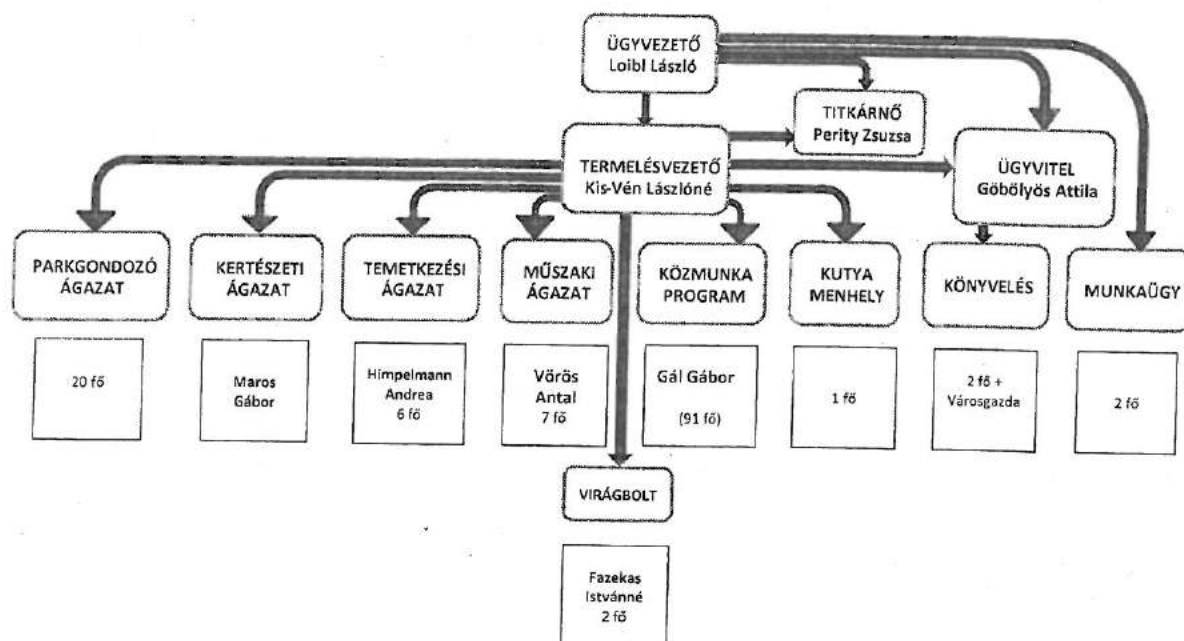 ÜGYVEZETŐ
Loibl László
TITKÁRNŐ
Perity Zsuzsa
TERMELÉSVEZETŐ
Kis-Vén Lászlóné
ÜGYVITEL
Göbölyös Attila
PARKGONDOZÓ
ÁGAZAT
KERTÉSZETI
ÁGAZAT
TEMETKEZÉSI
ÁGAZAT
MŰSZAKI
ÁGAZAT
KÖZMUNKA
PROGRAM
KUTYA
MENHELY
KÖNYVELÉS
MUNKAÜGY
20 fő
Maros
Gábor
Himpelmann
Andrea
6 fő
Vörös
Antal
7 fő
Gál Gábor
(91 fő)
1 fő
2 fő +
Városgazda
2 fő
VIRÁGBOLT
Fazekas
Istvánné
2 fő